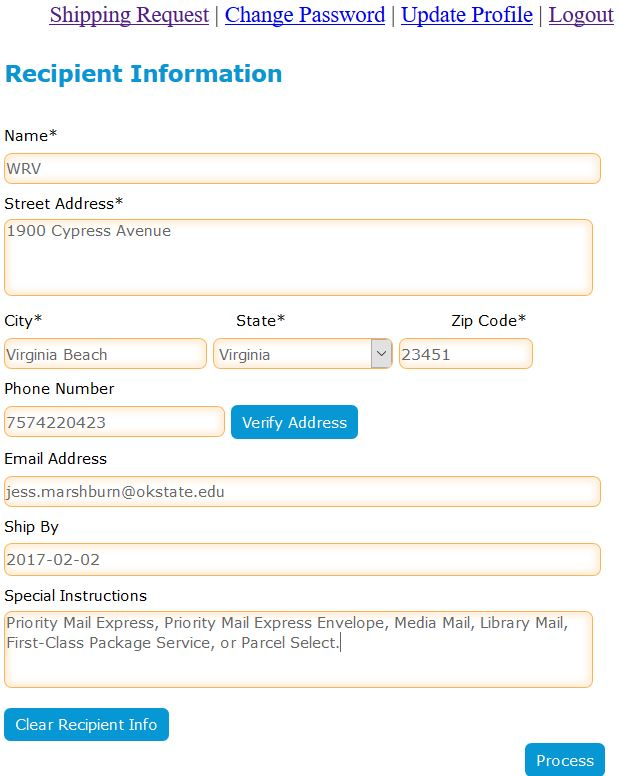 Shipping Request | Change Password | Update Profile | Logout
Recipient Information
Name*
WRV
Street Address*
1900 Cypress Avenue
City* State* Zip Code*
Virginia Beach Virginia 23451
Phone Number
7574220423 Verify Address
Email Address
jess.marshburn@okstate.edu
Ship By
2017-02-02
Special Instructions
Priority Mail Express, Priority Mail Express Envelope, Media Mail, Library Mail,
First-Class Package Service, or Parcel Select.
Clear Recipient Info
Process